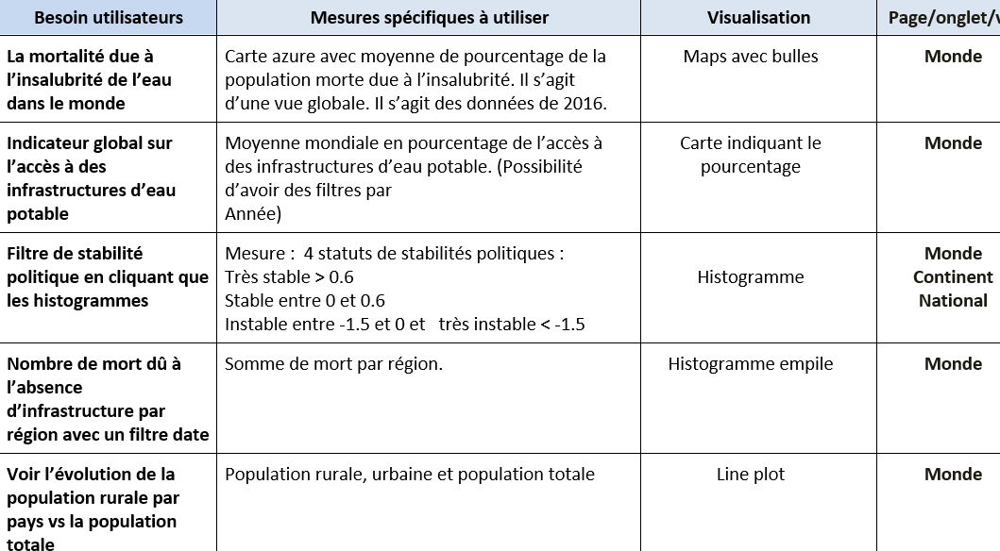 Besoin utilisateurs
Mesures spécifiques à utiliser
Visualisation
Page/onglet/
La mortalité due à
l’insalubrité de l’eau
dans le monde
Carte azure avec moyenne de pourcentage de la
population morte due à l’insalubrité. Il s’agit
d’une vue globale. Il s’agit des données de 2016.
Maps avec bulles
Monde
Indicateur global sur
l’accès à des
infrastructures d’eau
potable
Moyenne mondiale en pourcentage de l’accès à
des infrastructures d’eau potable. (Possibilité
d’avoir des filtres par
Année)
Carte indiquant le
pourcentage
Monde
Filtre de stabilité
politique en cliquant que
les histogrammes
Mesure :  4 statuts de stabilités politiques :
Très stable > 0.6
Stable entre 0 et 0.6
Instable entre -1.5 et 0 et   très instable < -1.5
Histogramme
Monde
Continent
National
Nombre de mort dû à
l’absence
d’infrastructure par
région avec un filtre date
Somme de mort par région.
Histogramme empile
Monde
Voir l’évolution de la
population rurale par
pays vs la population
totale
Population rurale, urbaine et population totale
Line plot
Monde